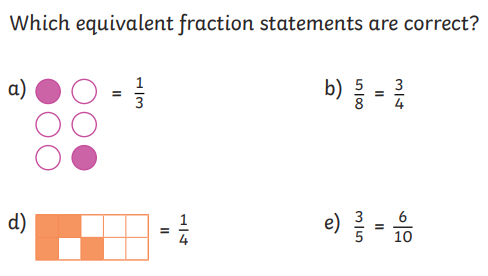 Which equivalent fraction statements are correct?
a) = 1/3
b) 5/8 = 3/4
d) = 1/4
e) 3/5 = 6/10